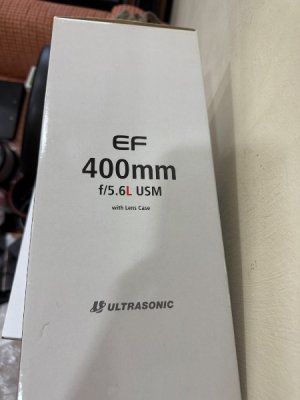 EF
400mm
f/5.6L USM
with Lens Case
ULTRASONIC